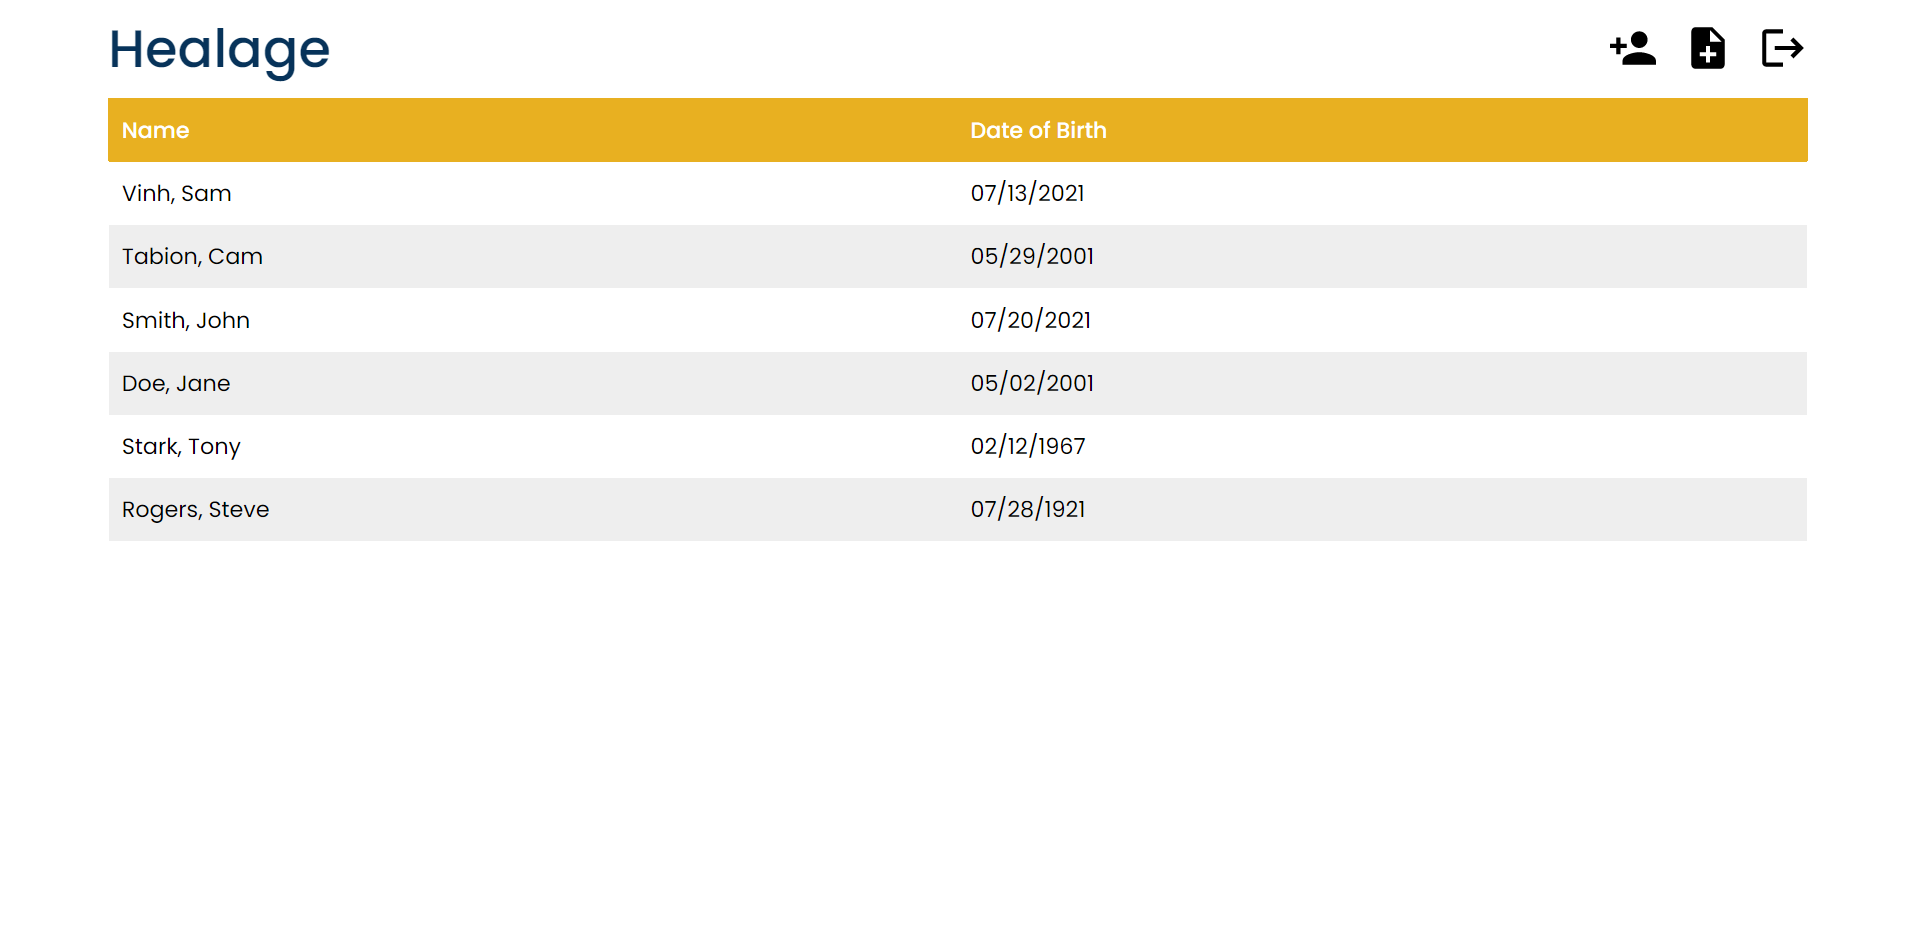 Healage
Name Date of Birth
Vinh, Sam 07/13/2021
Tabion, Cam 05/29/2001
Smith, John 07/20/2021
Doe, Jane 05/02/2001
Stark, Tony 02/12/1967
Rogers, Steve 07/28/1921